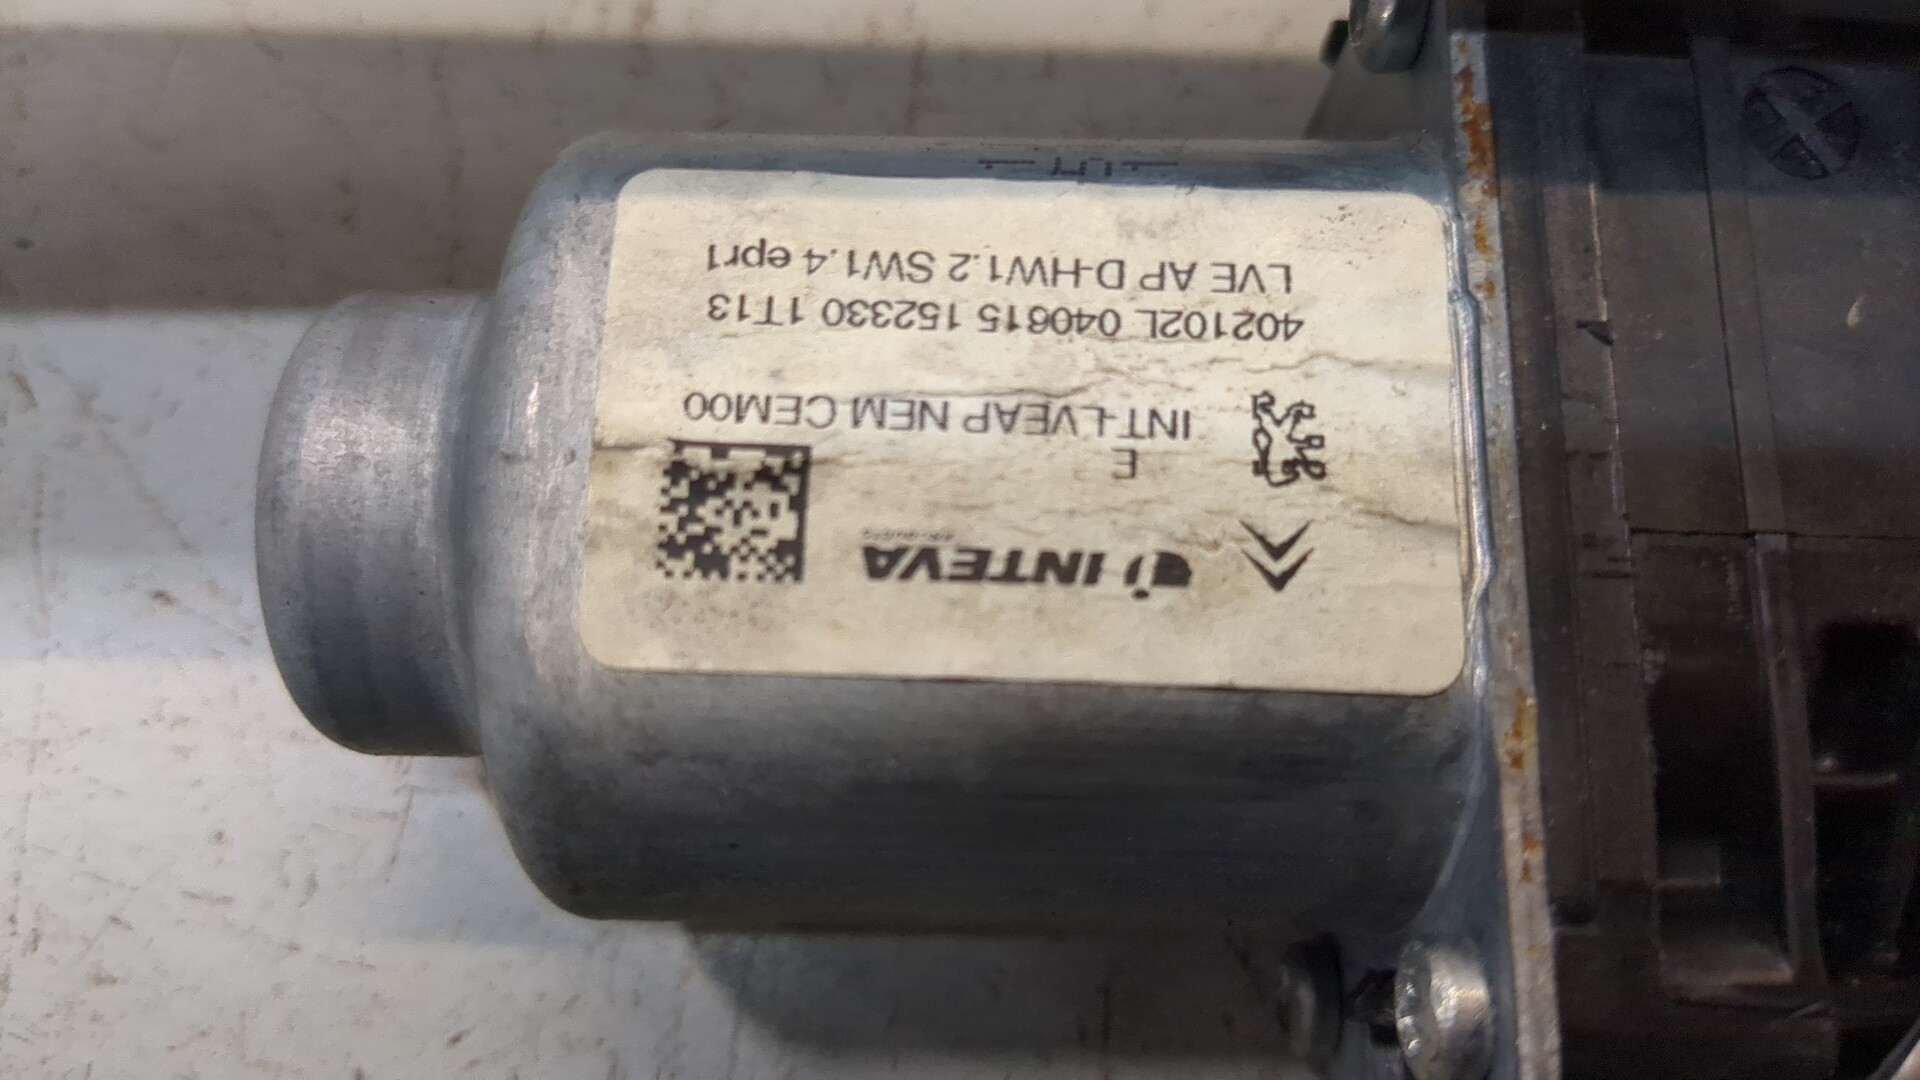 INTEVA
E
INT-LVEAP NEM CEM00
402102L 040615 152330 1T13
LVE AP D-HW1.2 SW1.4 epr1